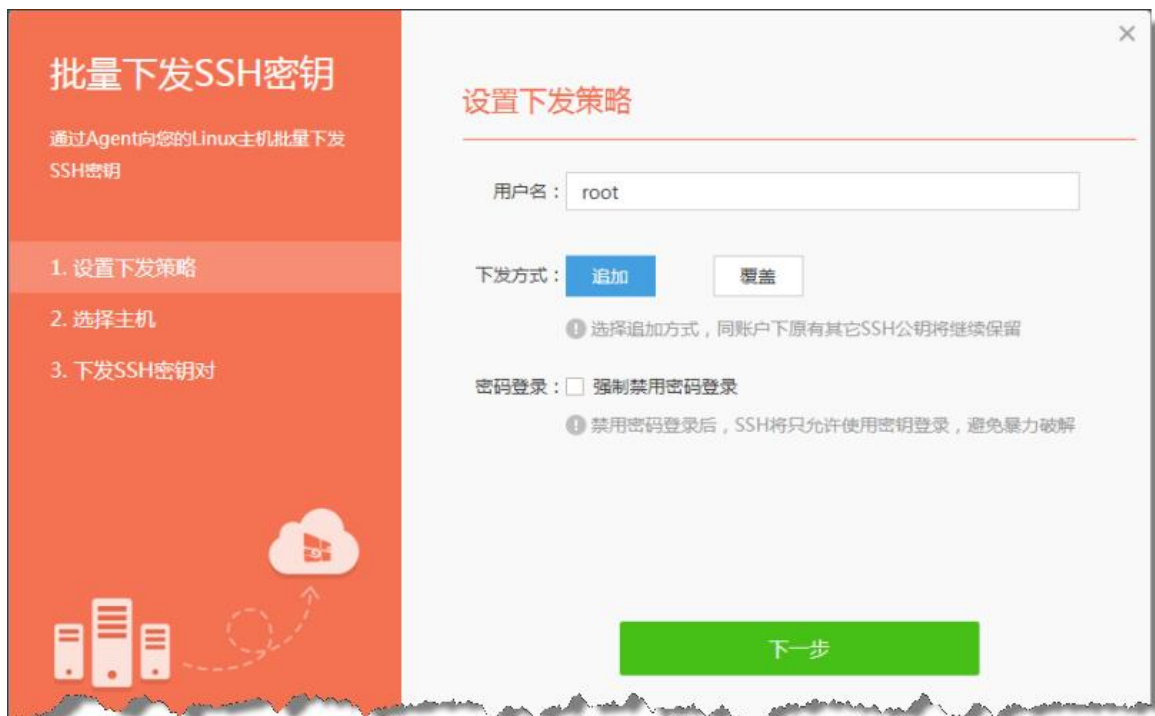 批量下发SSH密钥
通过Agent向您的Linux主机批量下发
SSH密钥
1. 设置下发策略
2. 选择主机
3. 下发SSH密钥对
设置下发策略
用户名：
root
下发方式：
追加
覆盖
选择追加方式，同账户下原有其它SSH公钥将继续保留
密码登录：
强制禁用密码登录
禁用密码登录后，SSH将只允许使用密钥登录，避免暴力破解
下一步